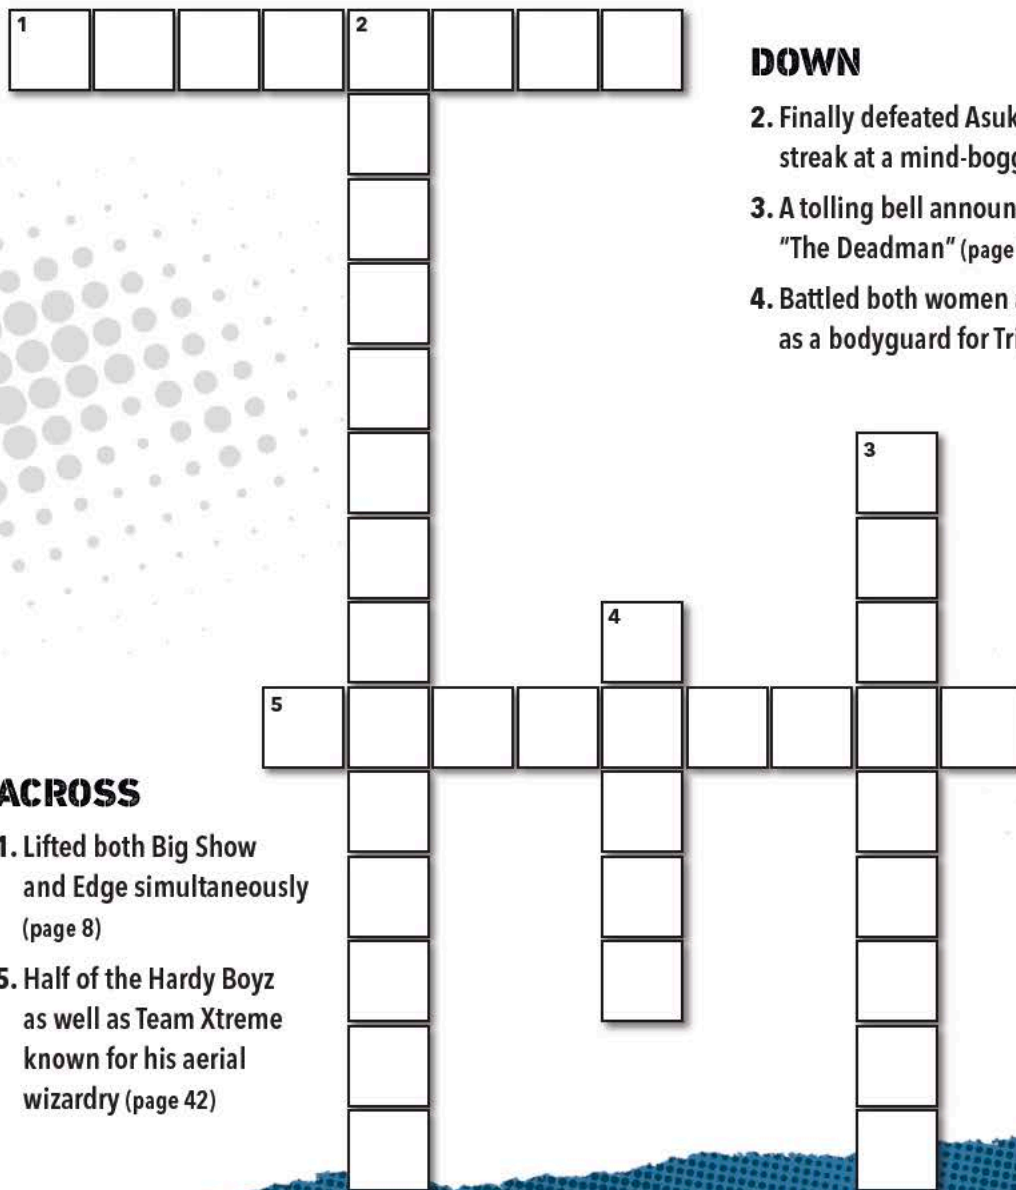 1
2
DOWN
2. Finally defeated Asuk
streak at a mind-bogg
3. A tolling bell announ
"The Deadman" (page
4. Battled both women
as a bodyguard for Tri
3
4
5
ACROSS
1. Lifted both Big Show
and Edge simultaneously
(page 8)
5. Half of the Hardy Boyz
as well as Team Xtreme
known for his aerial
wizardry (page 42)